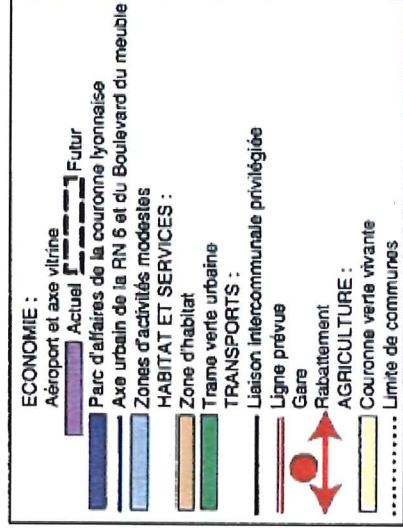 ECONOMIE :
Aéroport et axe vitrine
Actuel Futur
Parc d'affaires de la couronne lyonnaise
Axe urbain de la RN 6 et du Boulevard du meuble
Zones d'activités modestes
HABITAT ET SERVICES :
Zone d'habitat
Trame verte urbaine
TRANSPORTS :
Liaison intercommunale privilégiée
Ligne prévue
Gare
Rabattement
AGRICULTURE :
Couronne verte vivante
Limite de communes